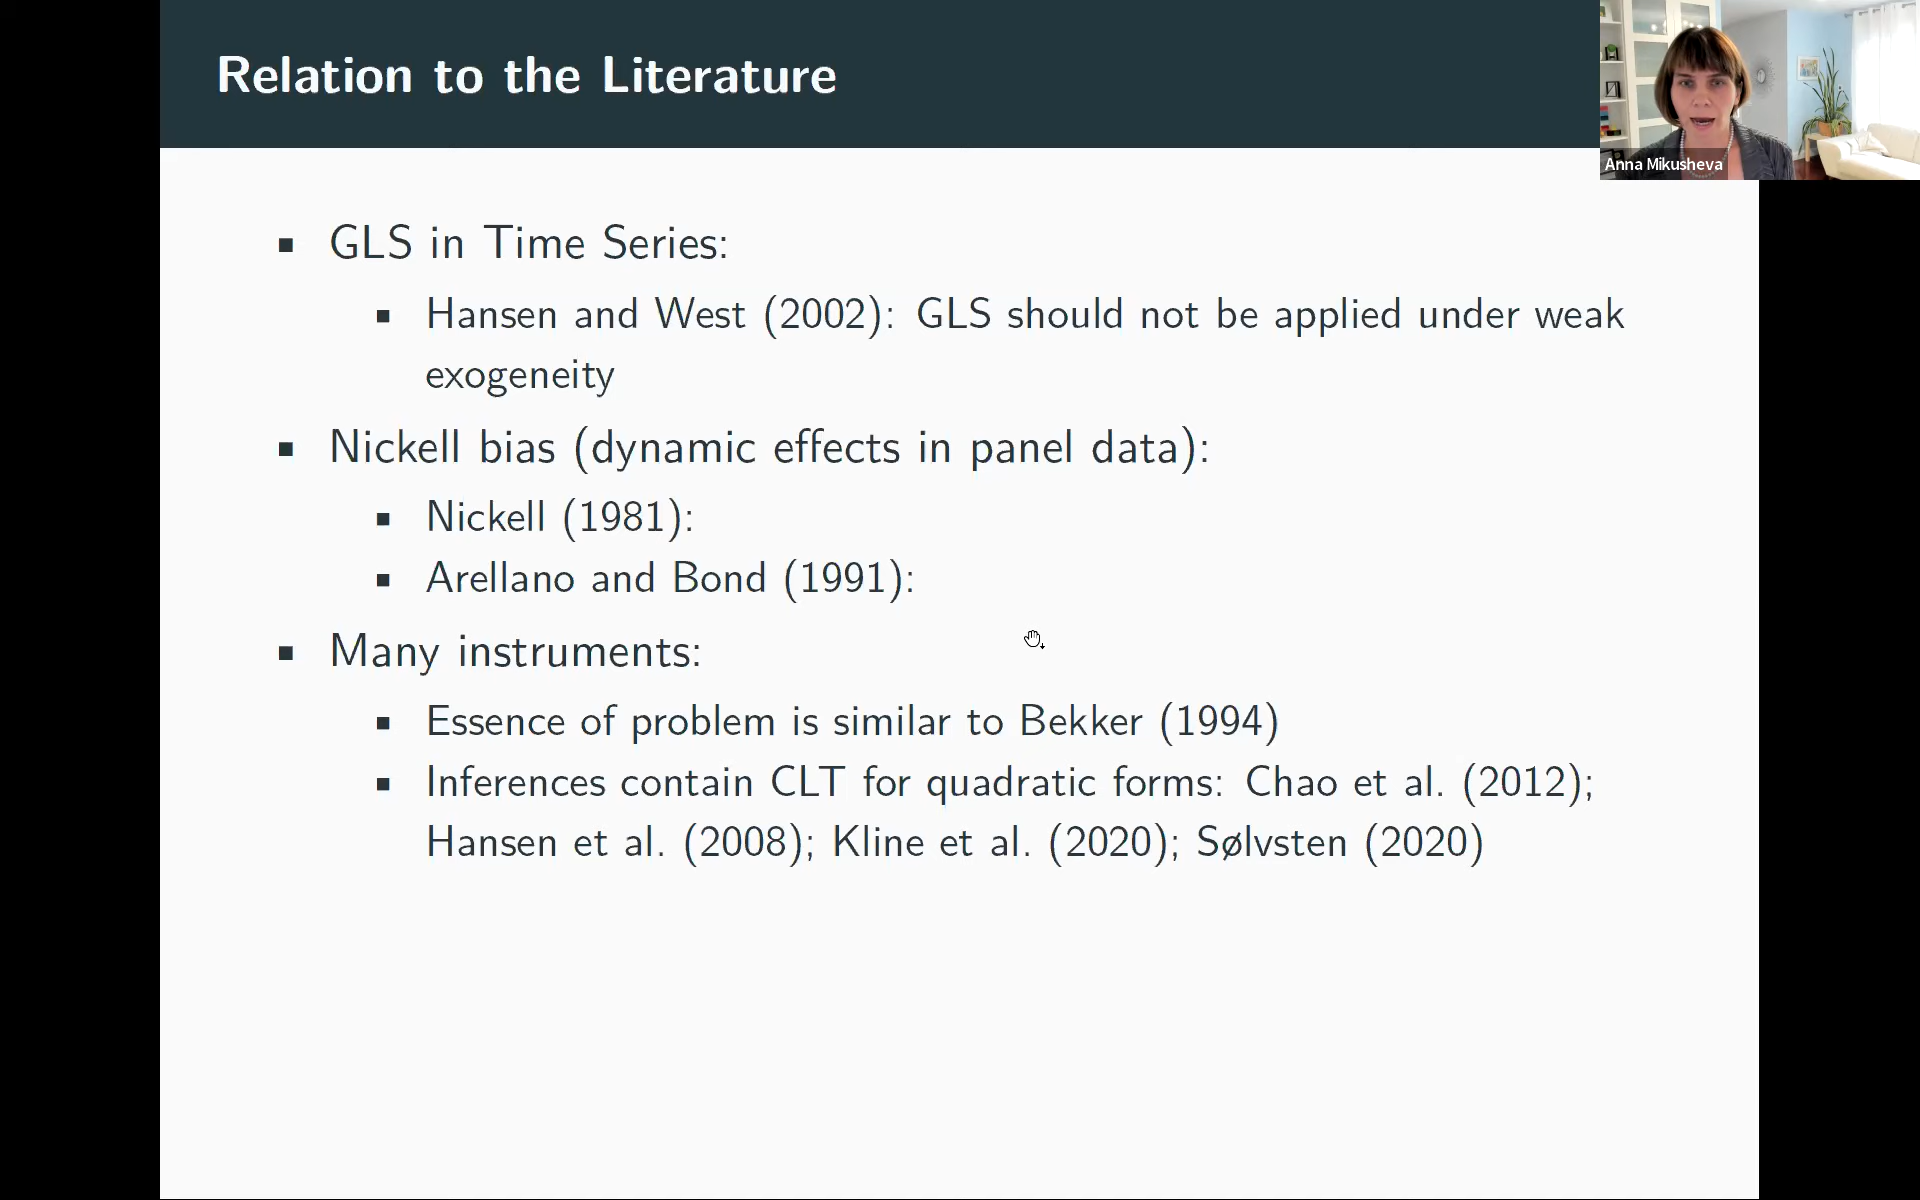 Relation to the Literature
Anna Mikusheva
GLS in Time Series:
Hansen and West (2002): GLS should not be applied under weak
exogeneity
Nickell bias (dynamic effects in panel data):
Nickell (1981):
Arellano and Bond (1991):
Many instruments:
Essence of problem is similar to Bekker (1994)
Inferences contain CLT for quadratic forms: Chao et al. (2012);
Hansen et al. (2008); Kline et al. (2020); Sølvsten (2020)